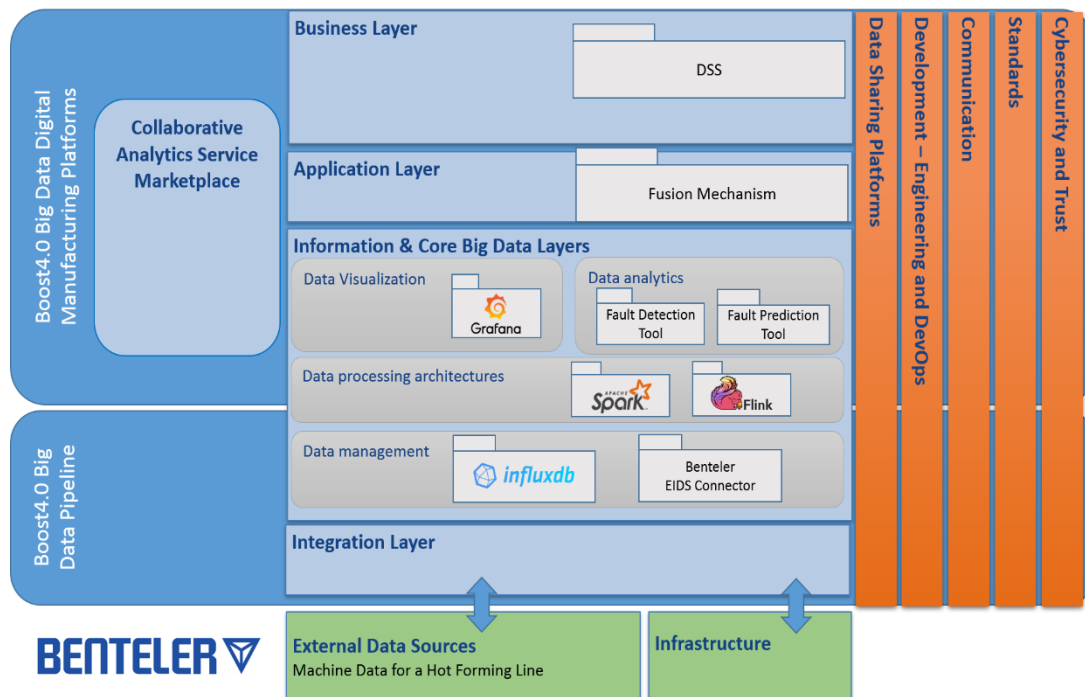 Boost4.0 Big Data Digital
Manufacturing Platforms
Collaborative
Analytics Service
Marketplace
Business Layer
DSS
Application Layer
Fusion Mechanism
Information & Core Big Data Layers
Data Visualization
Grafana
Data analytics
Fault Detection
Tool
Fault Prediction
Tool
Data processing architectures
APACHE
Spark
Flink
Boost4.0 Big
Data Pipeline
Data management
influxdb
Benteler
EIDS Connector
Integration Layer
Data Sharing Platforms
Development – Engineering and DevOps
Communication
Standards
Cybersecurity and Trust
BENTELER
External Data Sources
Machine Data for a Hot Forming Line
Infrastructure